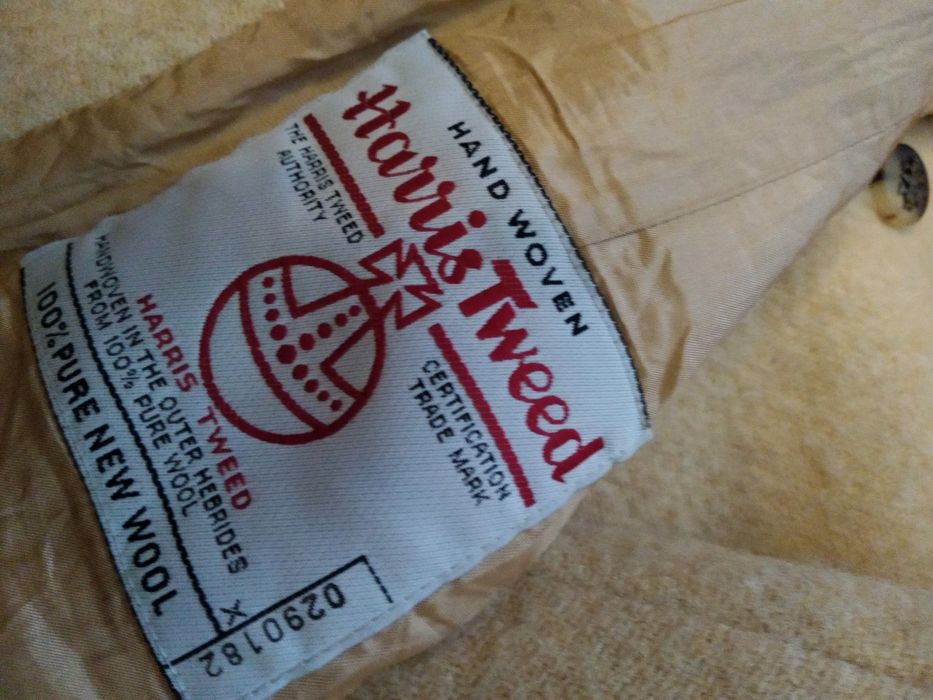 HAND WOVEN
Harris Tweed
THE HARRIS TWEED
AUTHORITY
CERTIFICATION
TRADE MARK
HARRIS TWEED
HANDWOVEN IN THE OUTER HEBRIDES
FROM 100% PURE WOOL
100% PURE NEW WOOL
X
0290182